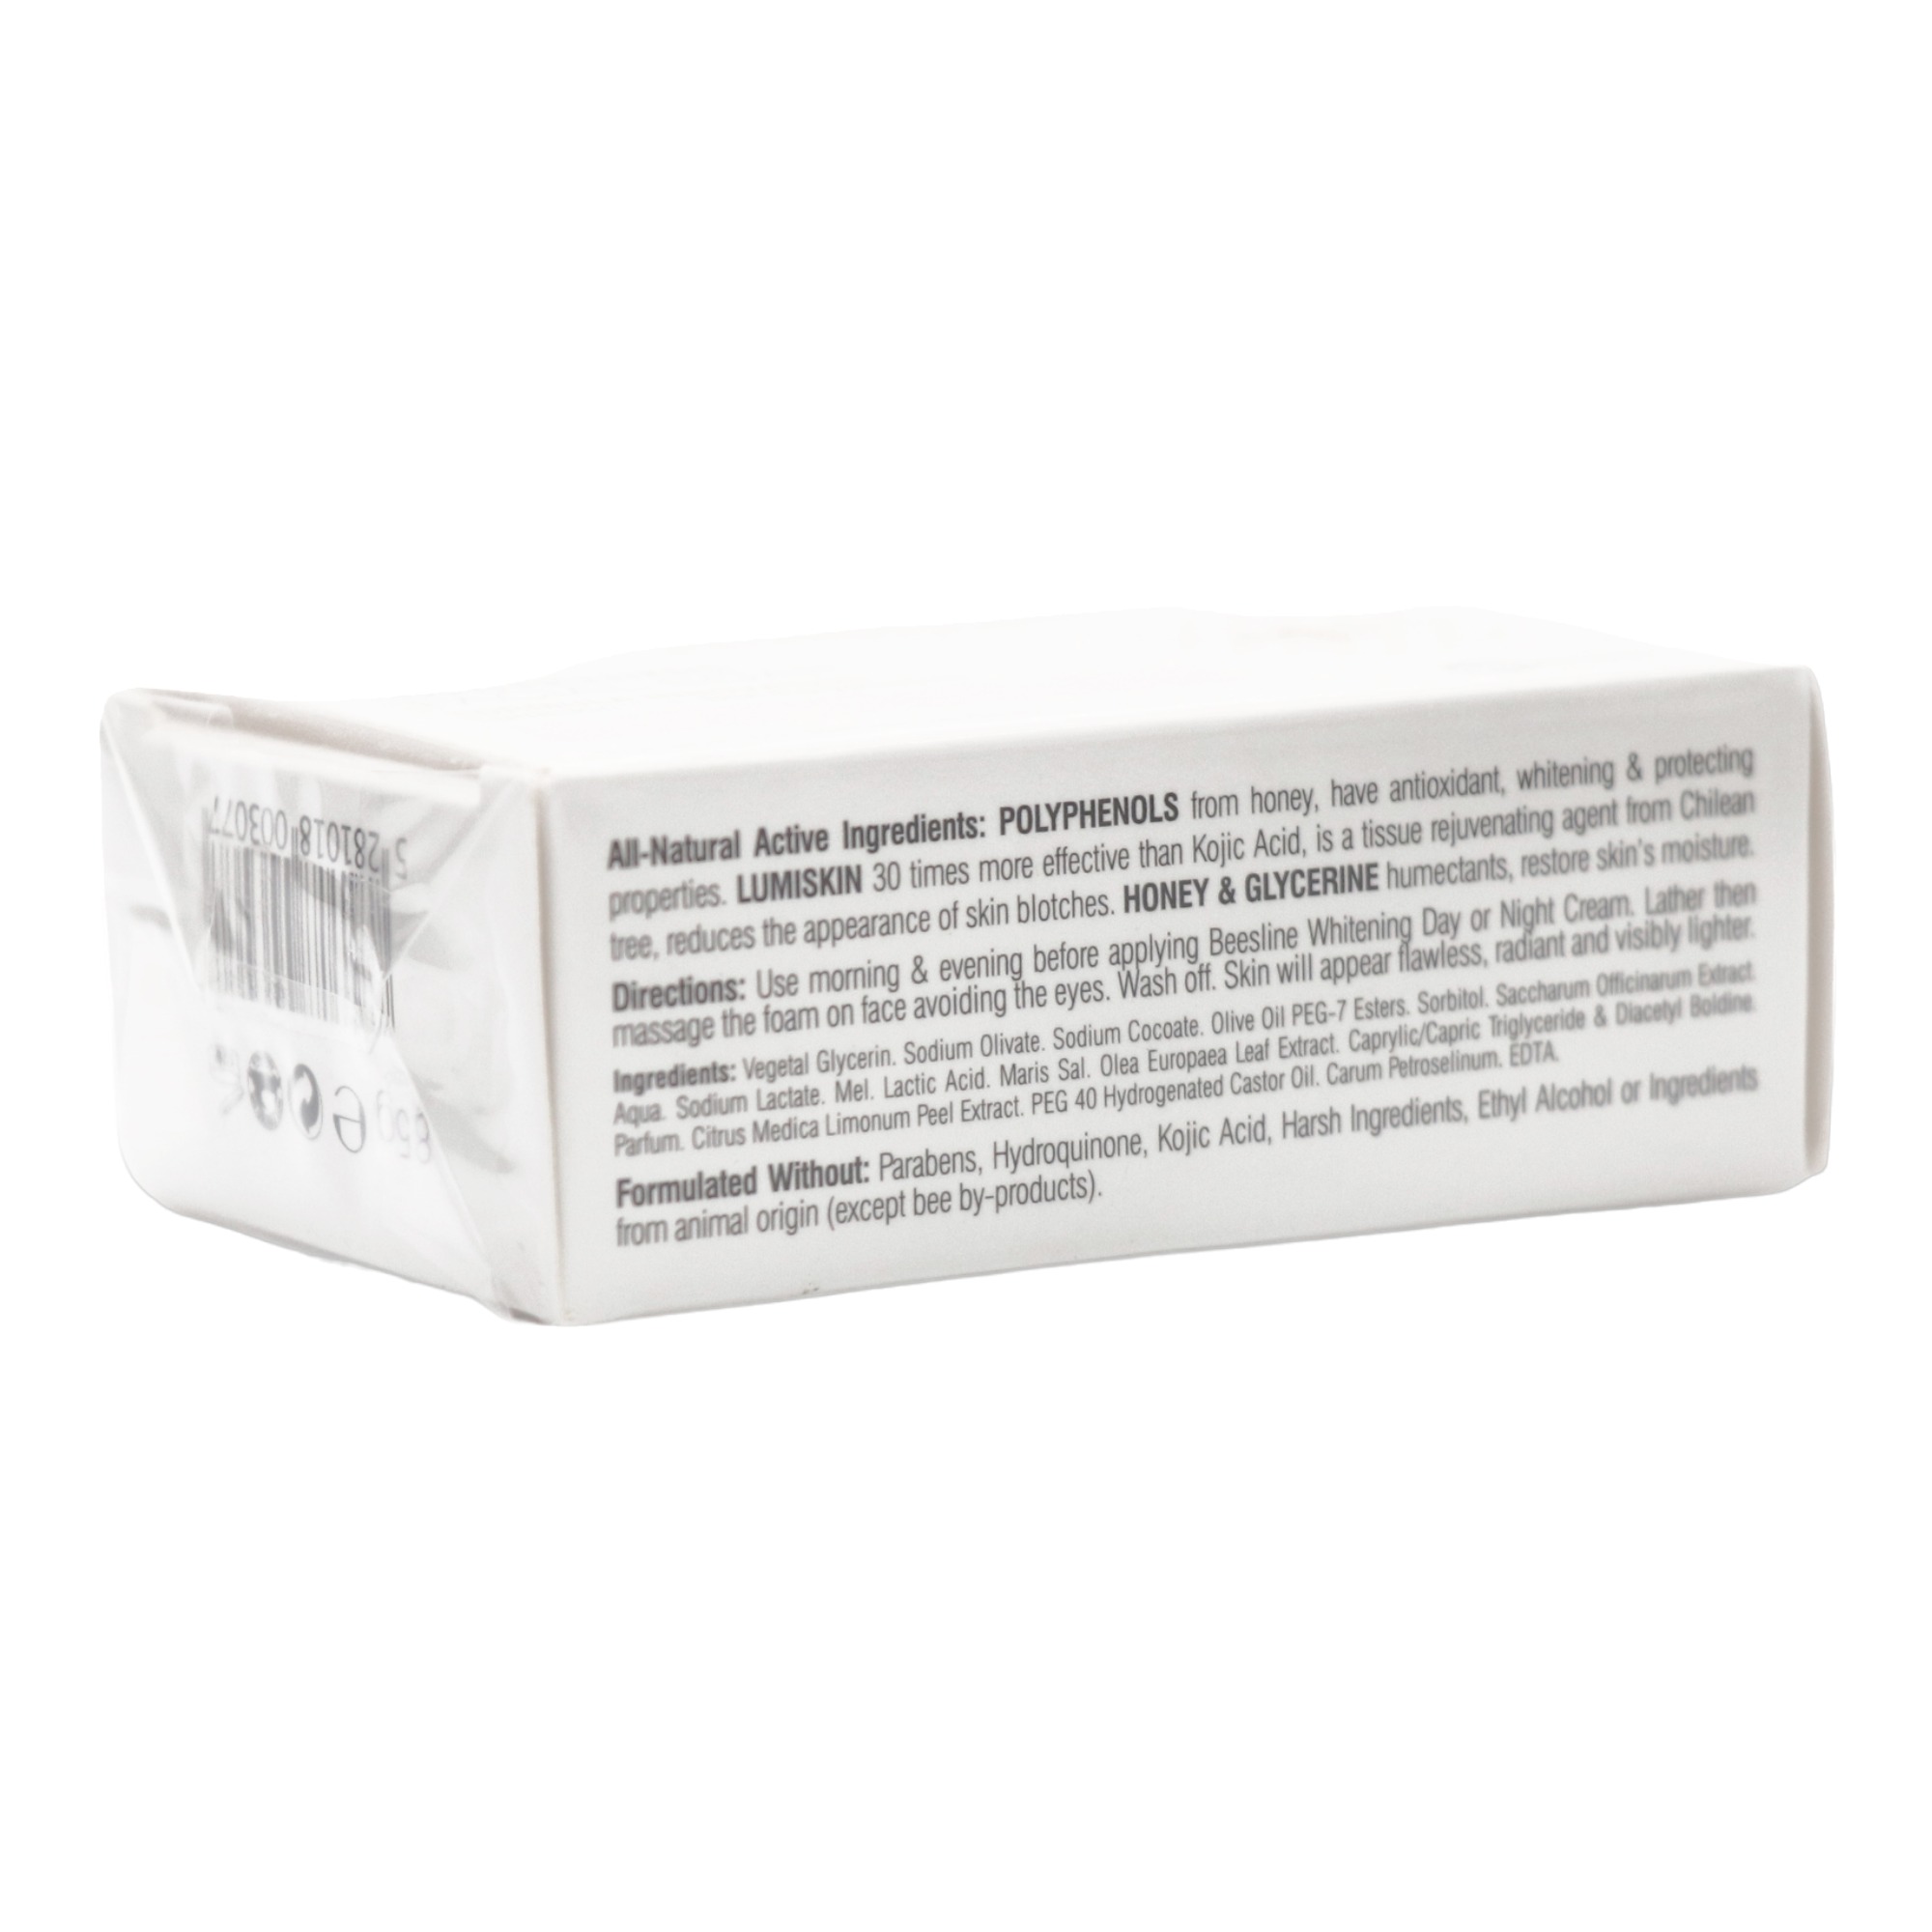 All-Natural Active Ingredients: POLYPHENOLS from honey, have antioxidant, whitening & protecting
properties. LUMISKIN 30 times more effective than Kojic Acid, is a tissue rejuvenating agent from Chilean
tree, reduces the appearance of skin blotches. HONEY & GLYCERINE humectants, restore skin's moisture.
Directions: Use morning & evening before applying Beesline Whitening Day or Night Cream. Lather then
massage the foam on face avoiding the eyes. Wash off. Skin will appear flawless, radiant and visibly lighter.
Ingredients: Vegetal Glycerin. Sodium Olivate. Sodium Cocoate. Olive Oil PEG-7 Esters. Sorbitol. Saccharum Officinarum Extract.
Aqua. Sodium Lactate. Mel. Lactic Acid. Maris Sal. Olea Europaea Leaf Extract. Caprylic/Capric Triglyceride & Diacetyl Boldine.
Parfum. Citrus Medica Limonum Peel Extract. PEG 40 Hydrogenated Castor Oil. Carum Petroselinum. EDTA.
Formulated Without: Parabens, Hydroquinone, Kojic Acid, Harsh Ingredients, Ethyl Alcohol or Ingredients
from animal origin (except bee by-products).
85g e
5 281018 003077